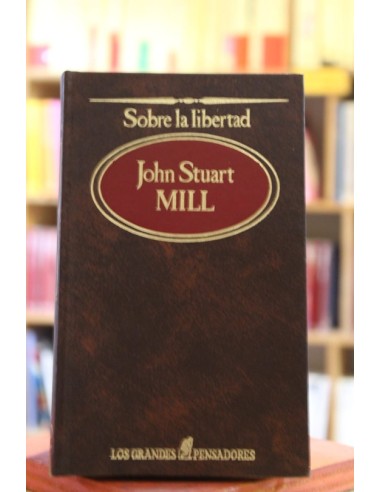 Sobre la libertad
John Stuart
MILL
LOS GRANDES PENSADORES